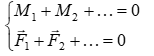 M₁ + M₂ + ... = 0
F⃗₁ + F⃗₂ + ... = 0